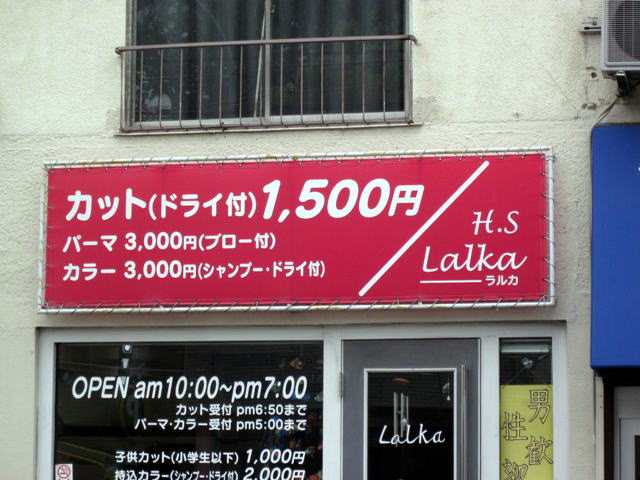 カット(ドライ付)1,500円
パーマ 3,000円(ブロー付)
カラー 3,000円(シャンプー・ドライ付)
H.S
Lalka
ラルカ
OPEN am10:00~pm7:00
カット受付 pm6:50まで
パーマ・カラー受付 pm5:00まで
子供カット(小学生以下) 1,000円
持込カラー(シャンプー・ドライ付) 2,000円
Lalka
男性歓迎